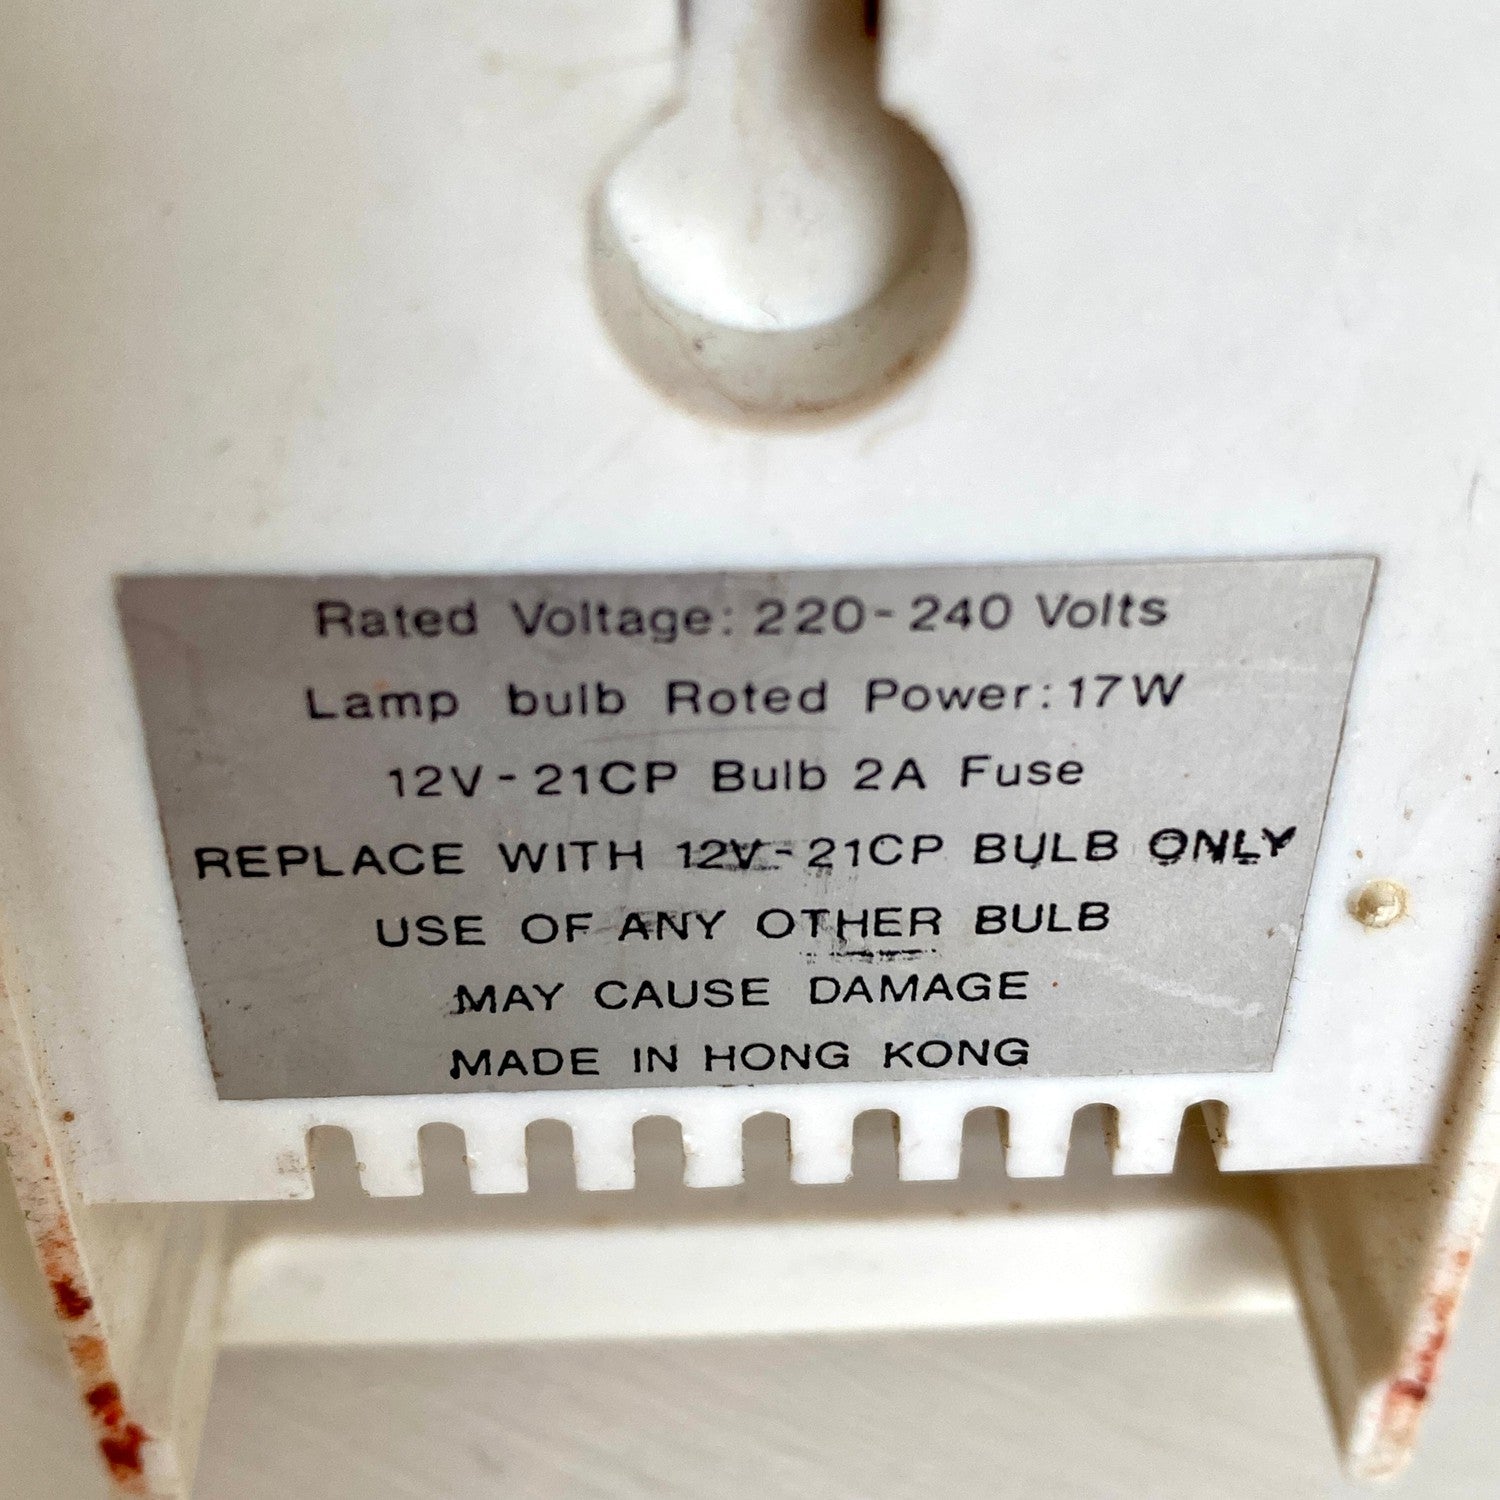 Rated Voltage: 220-240 Volts
Lamp bulb Roted Power: 17W
12V-21CP Bulb 2A Fuse
REPLACE WITH 12V-21CP BULB ONLY
USE OF ANY OTHER BULB
MAY CAUSE DAMAGE
MADE IN HONG KONG